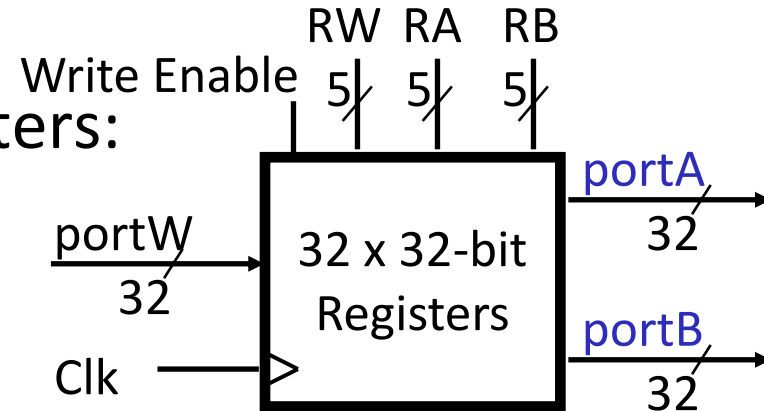 RW RA RB
Write Enable
5 5 5
ters:
portA
32
portW
32
32 x 32-bit
Registers
portB
32
Clk